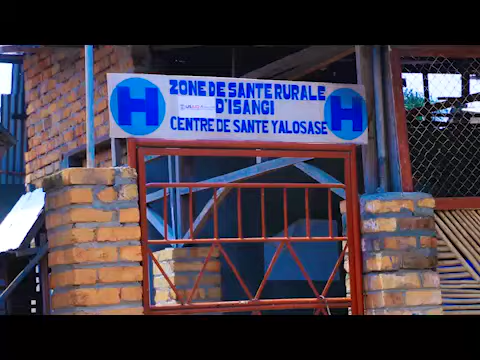 ZONE DE SANTE RURALE
D'ISANGI
H H
CENTRE DE SANTE YALOSASE